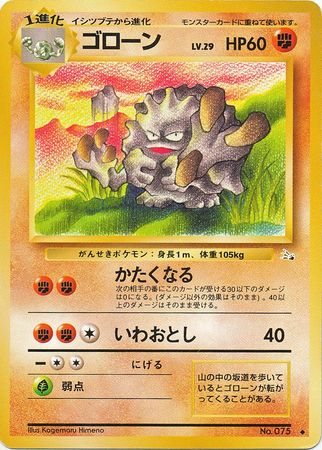 1進化 イシツブテから進化 モンスターカードに重ねて使います。
ゴローン LV.29 HP60
がんせきポケモン：身長1m、体重105kg
かたくなる
次の相手の番にこのカードが受ける30以下のダメージ
は0になる。(ダメージ以外の効果はそのまま) 。40以
上のダメージはそのまま。
いわおとし 40
にげる
弱点
山の中の坂道を歩いて
いるとゴローンが転が
ってくることがある。
Illus. Kagemaru Himeno No.075